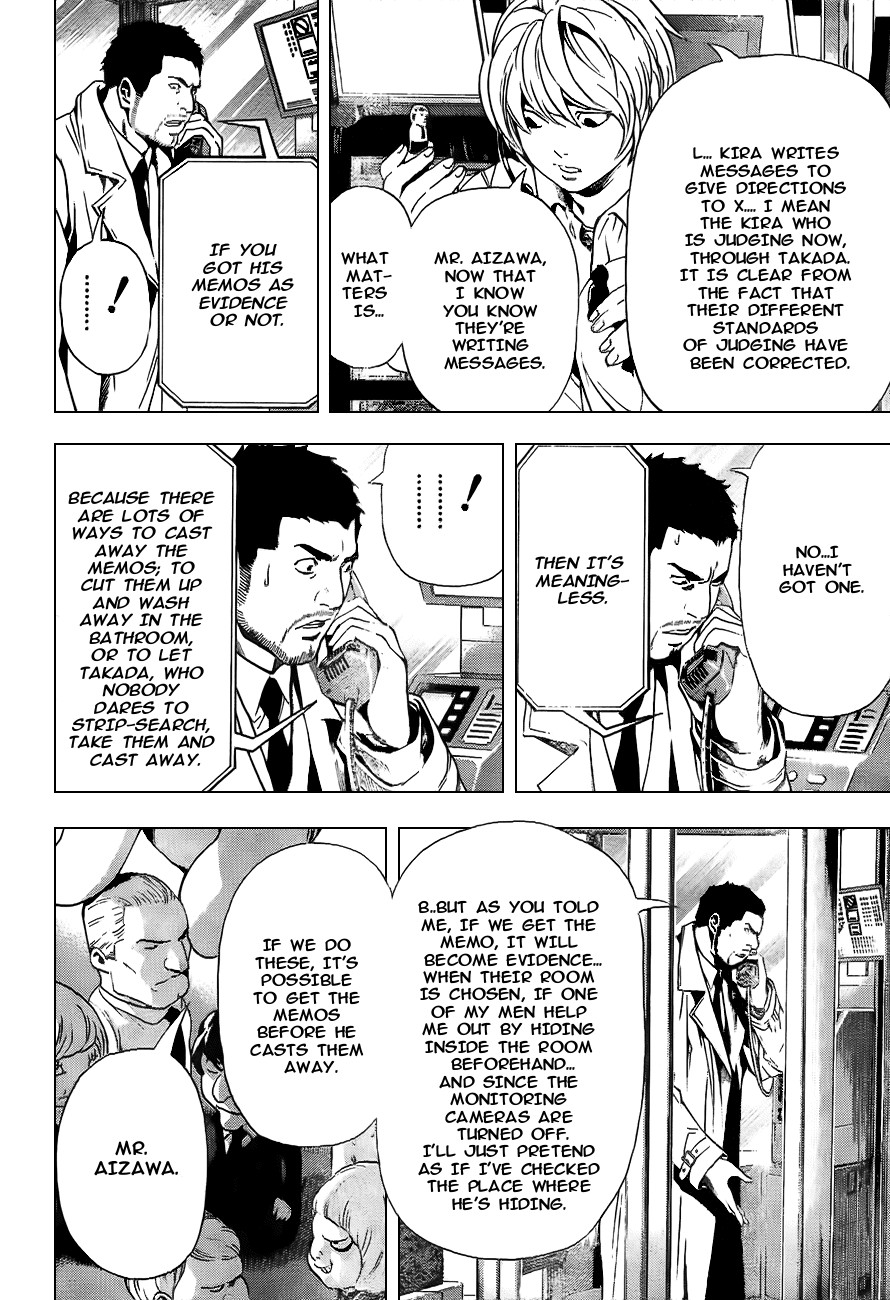 L... KIRA WRITES
MESSAGES TO
GIVE DIRECTIONS
TO X.... I MEAN
THE KIRA WHO
IS JUDGING NOW,
THROUGH TAKADA.
IT IS CLEAR FROM
THE FACT THAT
THEIR DIFFERENT
STANDARDS
OF JUDGING HAVE
BEEN CORRECTED.
MR. AIZAWA,
NOW THAT
I KNOW
YOU KNOW
THEY'RE
WRITING
MESSAGES.
WHAT
MAT-
TERS
IS...
IF YOU
GOT HIS
MEMOS AS
EVIDENCE
OR NOT.
!
......
NO...I
HAVEN'T
GOT ONE.
THEN IT'S
MEANING-
LESS.
!
......
BECAUSE THERE
ARE LOTS OF
WAYS TO CAST
AWAY THE
MEMOS; TO
CUT THEM UP
AND WASH
AWAY IN THE
BATHROOM,
OR TO LET
TAKADA, WHO
NOBODY
DARES TO
STRIP-SEARCH,
TAKE THEM AND
CAST AWAY.
B..BUT AS YOU TOLD
ME, IF WE GET THE
MEMO, IT WILL
BECOME EVIDENCE...
WHEN THEIR ROOM
IS CHOSEN, IF ONE
OF MY MEN HELP
ME OUT BY HIDING
INSIDE THE ROOM
BEFOREHAND...
AND SINCE THE
MONITORING
CAMERAS ARE
TURNED OFF.
I'LL JUST PRETEND
AS IF I'VE CHECKED
THE PLACE WHERE
HE'S HIDING.
IF WE DO
THESE, IT'S
POSSIBLE
TO GET THE
MEMOS
BEFORE HE
CASTS THEM
AWAY.
MR.
AIZAWA.